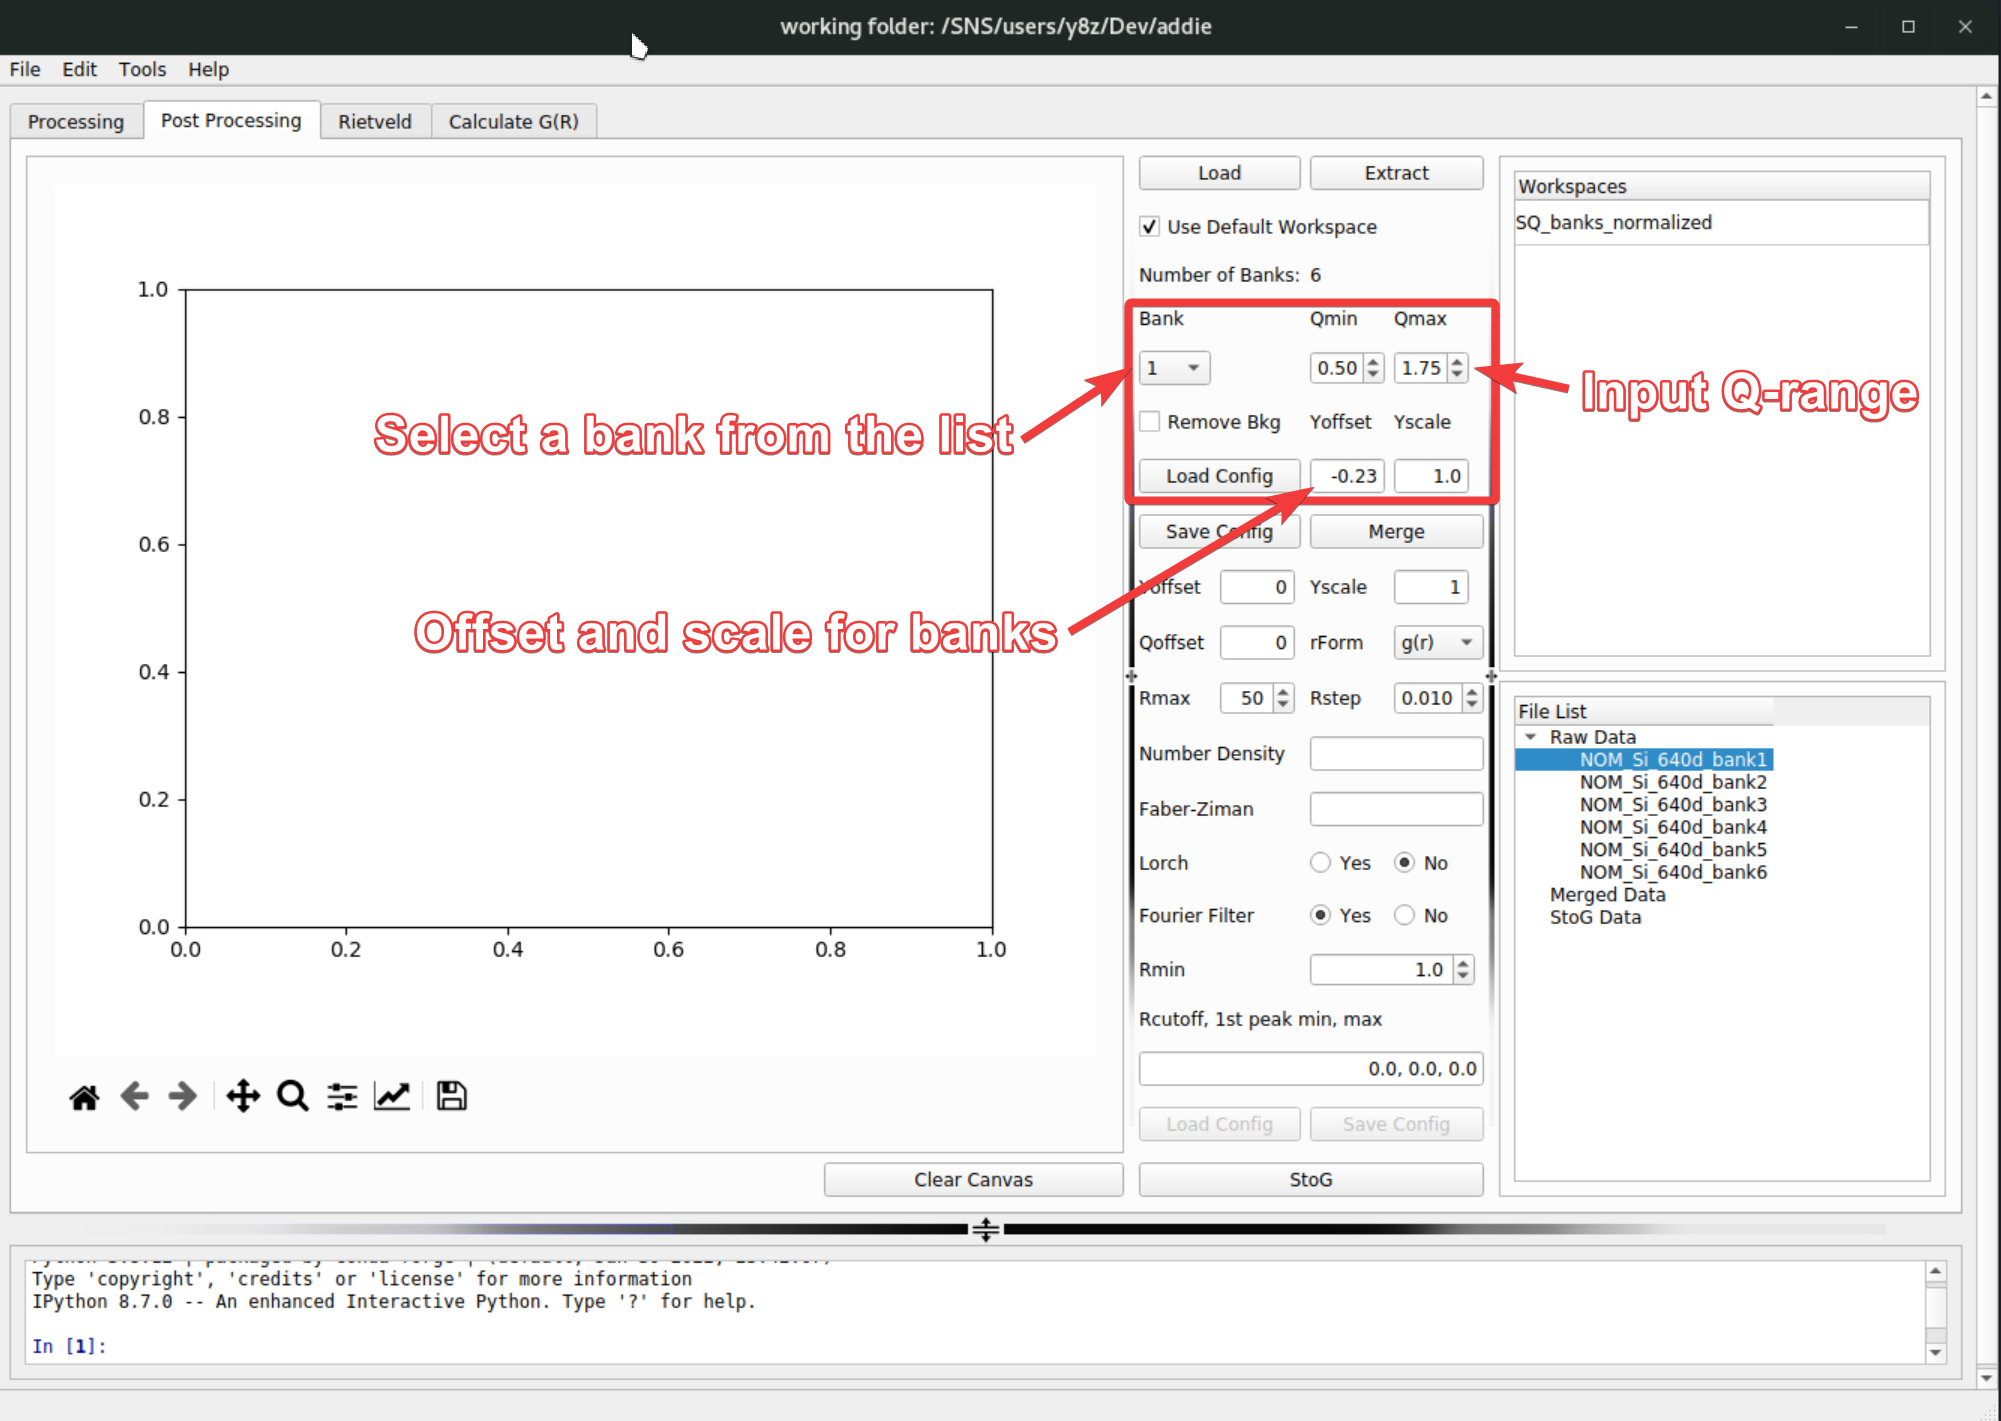 working folder: /SNS/users/y8z/Dev/addie
File Edit Tools Help
Processing Post Processing Rietveld Calculate G(R)
1.0
0.8
0.6
0.4
0.2
0.0
0.0 0.2 0.4 0.6 0.8 1.0
Select a bank from the list
Offset and scale for banks
Input Q-range
Clear Canvas
Load Extract
Use Default Workspace
Number of Banks: 6
Bank Qmin Qmax
1 0.50 1.75
Remove Bkg Yoffset Yscale
Load Config -0.23 1.0
Save Config Merge
Yoffset 0 Yscale 1
Qoffset 0 rForm g(r)
Rmax 50 Rstep 0.010
Number Density
Faber-Ziman
Lorch Yes No
Fourier Filter Yes No
Rmin 1.0
Rcutoff, 1st peak min, max
0.0, 0.0, 0.0
Load Config Save Config
StoG
Workspaces
SQ_banks_normalized
File List
Raw Data
NOM_Si_640d_bank1
NOM_Si_640d_bank2
NOM_Si_640d_bank3
NOM_Si_640d_bank4
NOM_Si_640d_bank5
NOM_Si_640d_bank6
Merged Data
StoG Data
Type 'copyright', 'credits' or 'license' for more information
IPython 8.7.0 -- An enhanced Interactive Python. Type '?' for help.
In [1]: